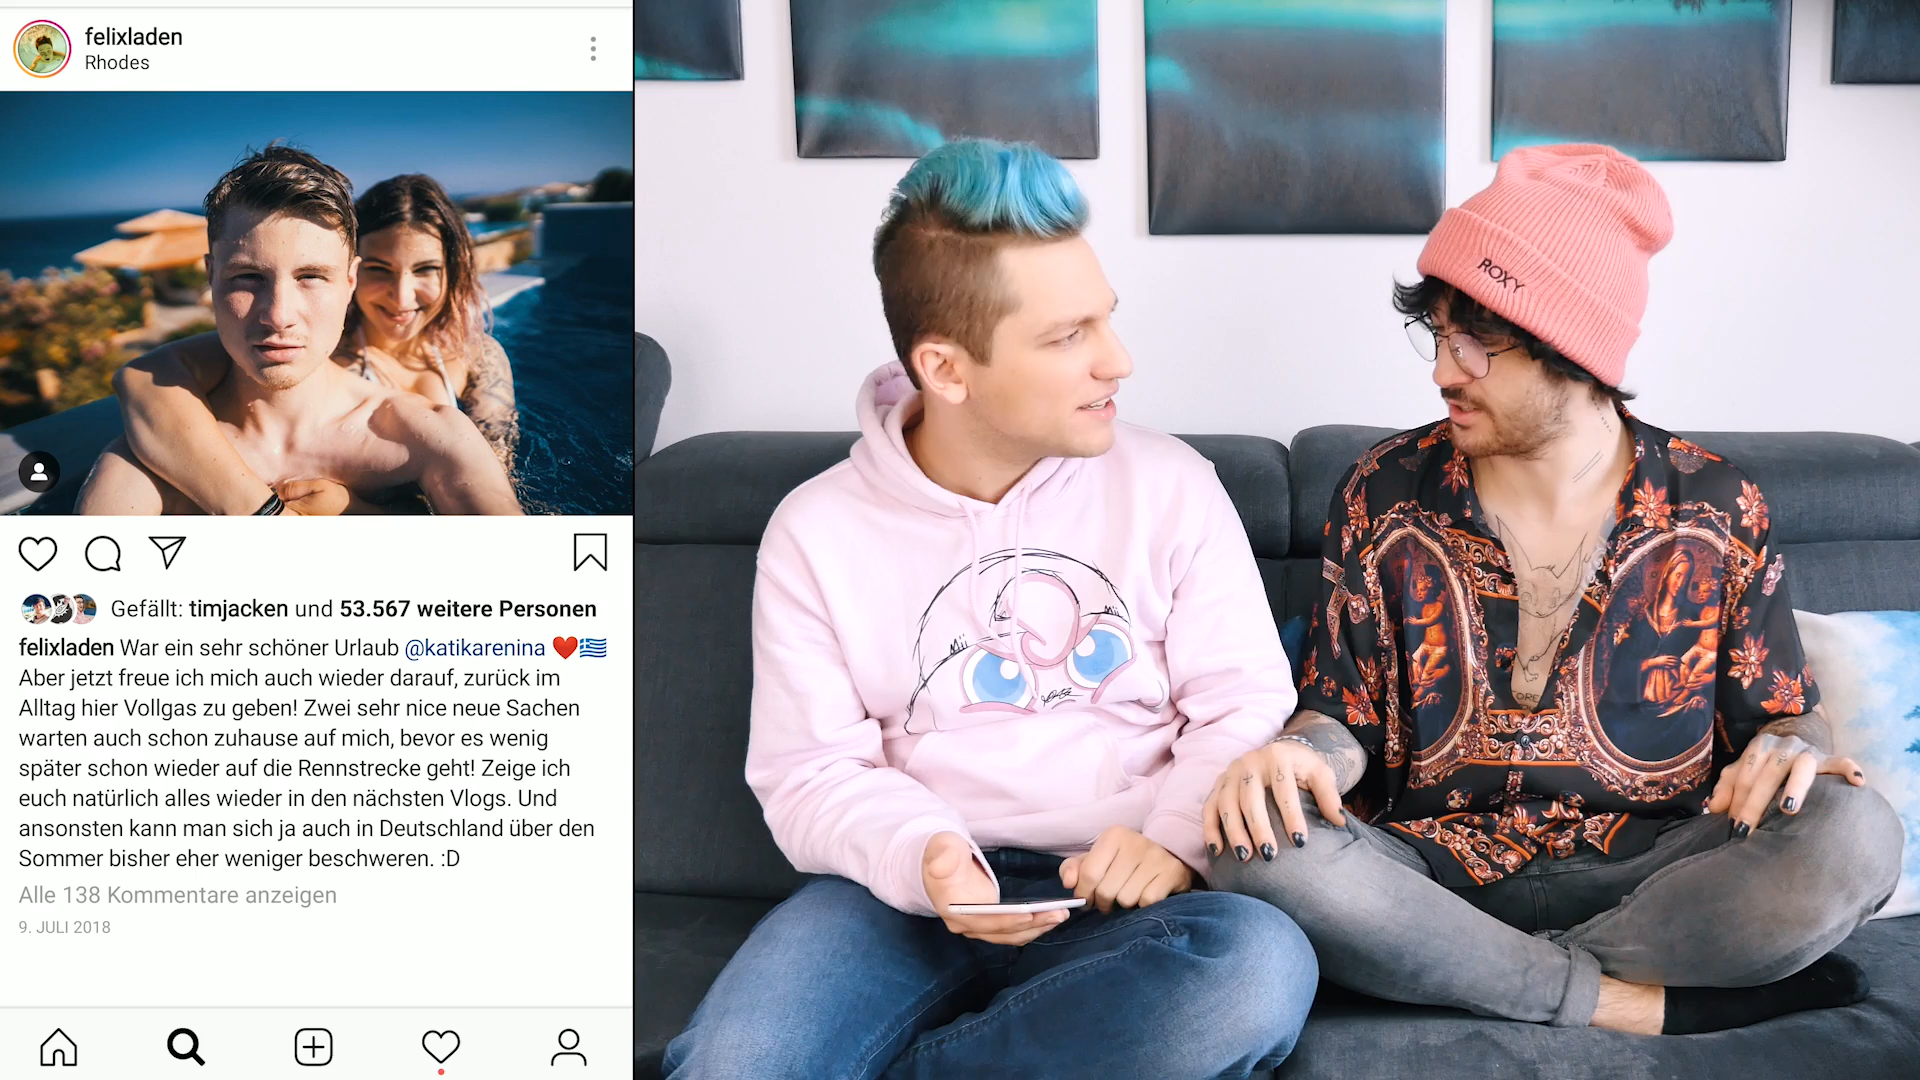 felixladen
Rhodes
Gefällt: timjacken und 53.567 weitere Personen
felixladen War ein sehr schöner Urlaub @katikarenina ❤️🇬🇷
Aber jetzt freue ich mich auch wieder darauf, zurück im
Alltag hier Vollgas zu geben! Zwei sehr nice neue Sachen
warten auch schon zuhause auf mich, bevor es wenig
später schon wieder auf die Rennstrecke geht! Zeige ich
euch natürlich alles wieder in den nächsten Vlogs. Und
ansonsten kann man sich ja auch in Deutschland über den
Sommer bisher eher weniger beschweren. :D
Alle 138 Kommentare anzeigen
9. JULI 2018
ROXY
Mii
Mii